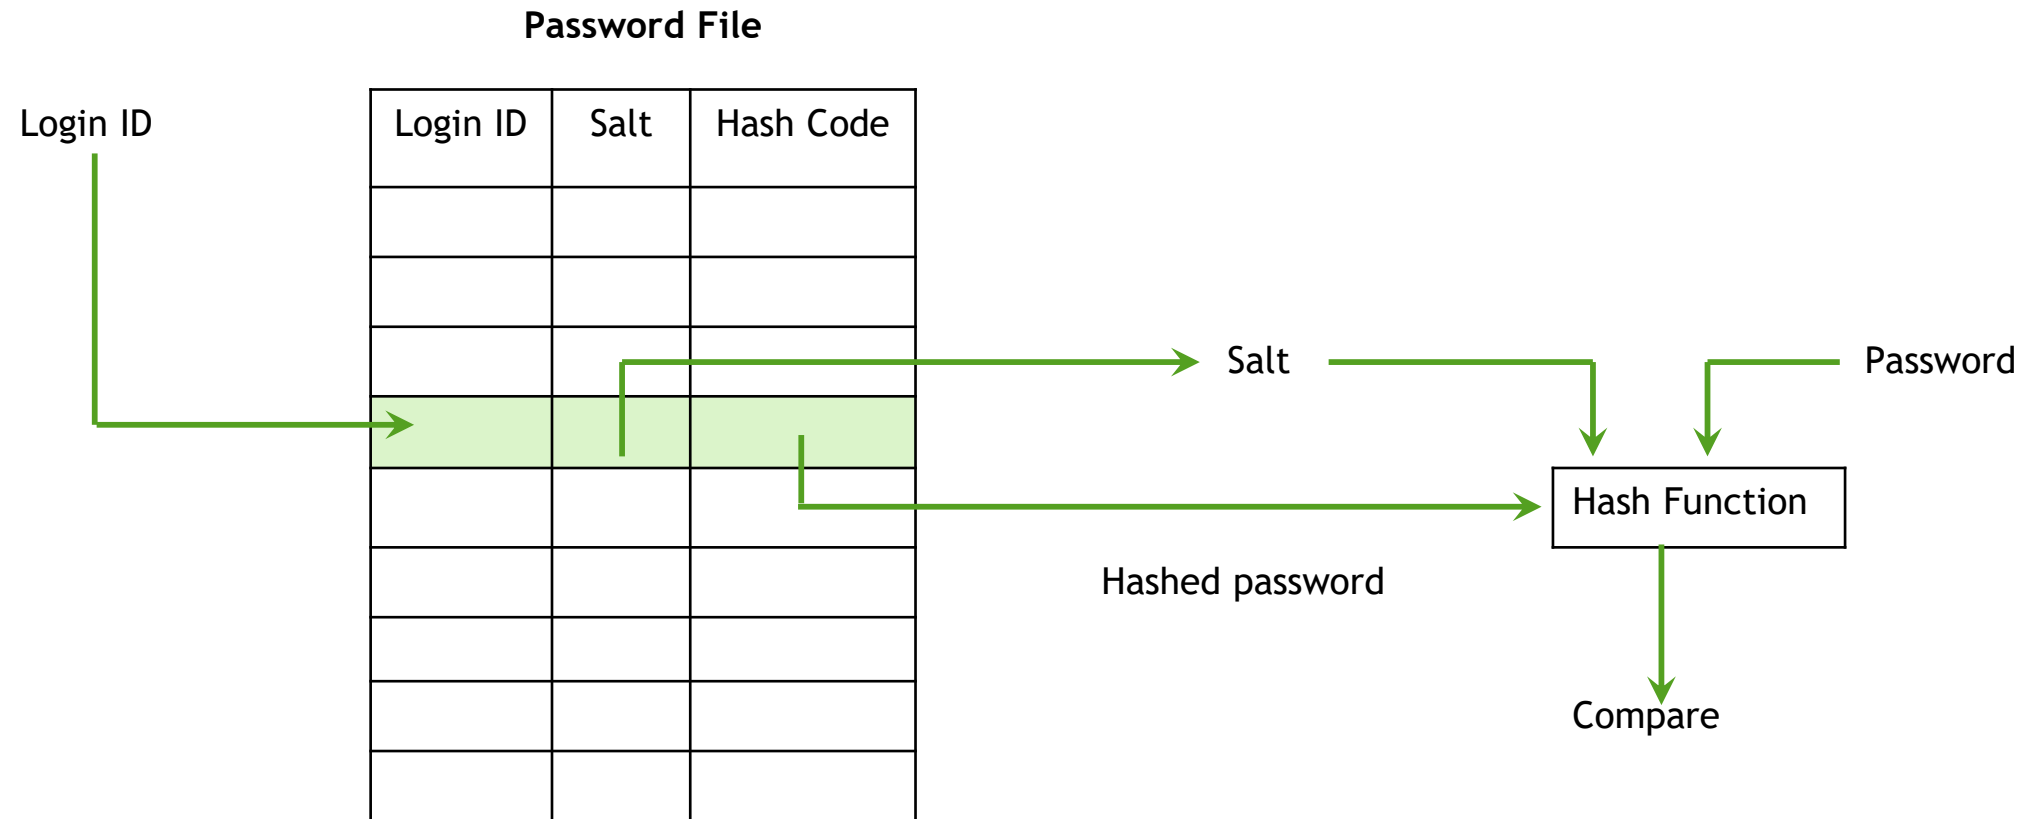 Password File
Login ID
Login ID
Salt
Hash Code
Salt
Password
Hash Function
Hashed password
Compare